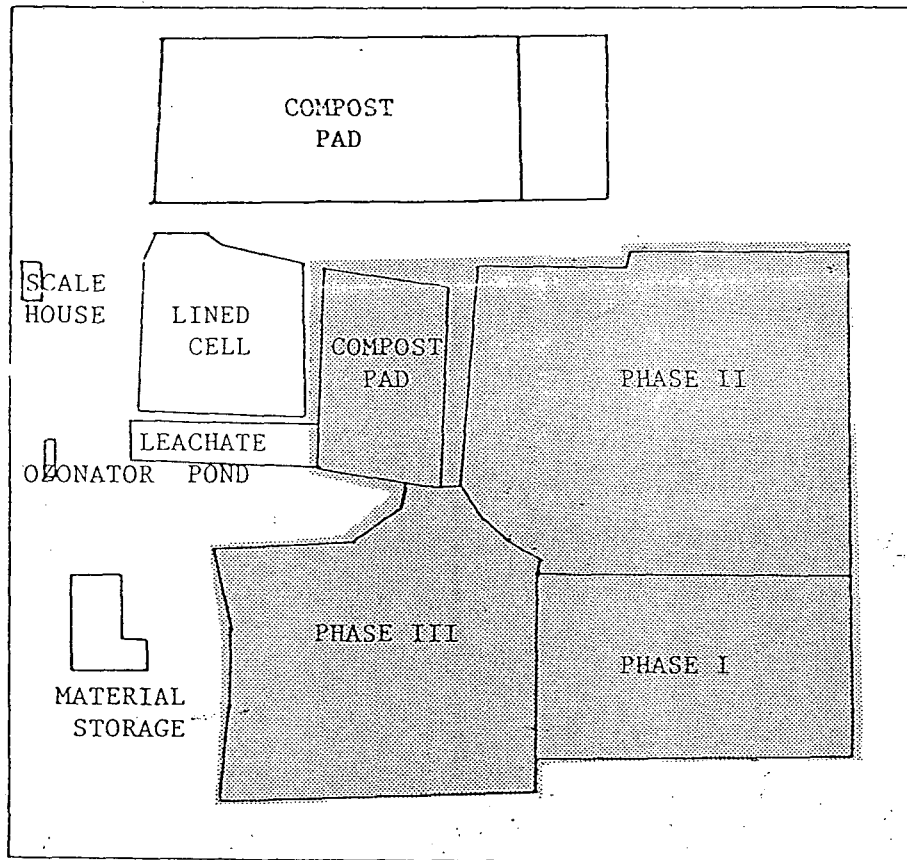 COMPOST
PAD
SCALE
HOUSE
LINED
CELL
COMPOST
PAD
PHASE II
LEACHATE
POND
OZONATOR
PHASE III
PHASE I
MATERIAL
STORAGE